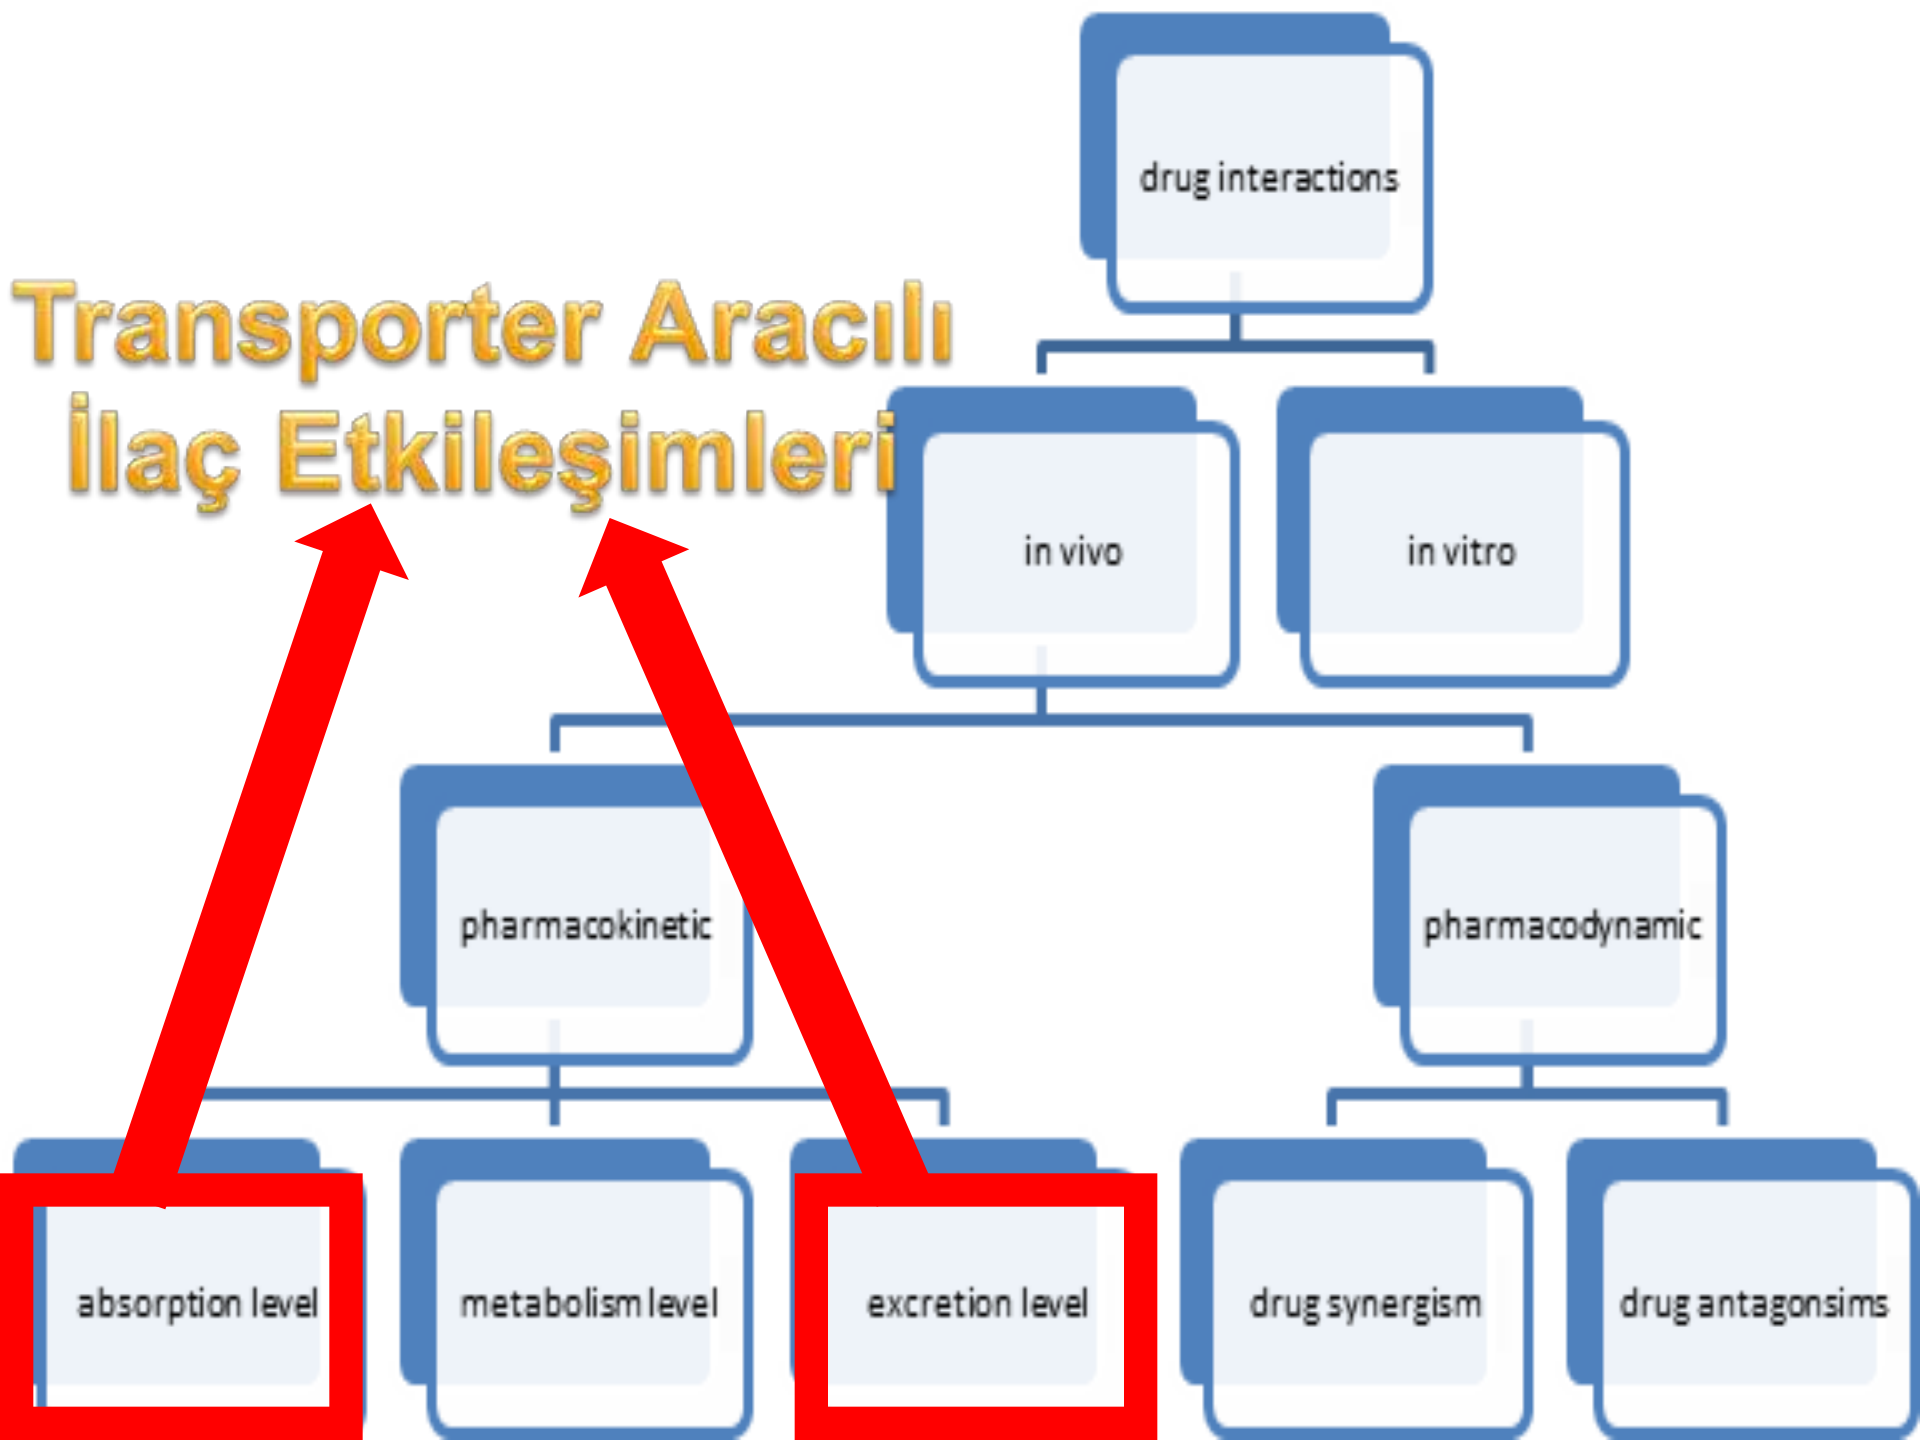 drug interactions
Transporter Aracılı
İlaç Etkileşimleri
in vivo
in vitro
pharmacokinetic
pharmacodynamic
absorption level
metabolism level
excretion level
drug synergism
drug antagonsims